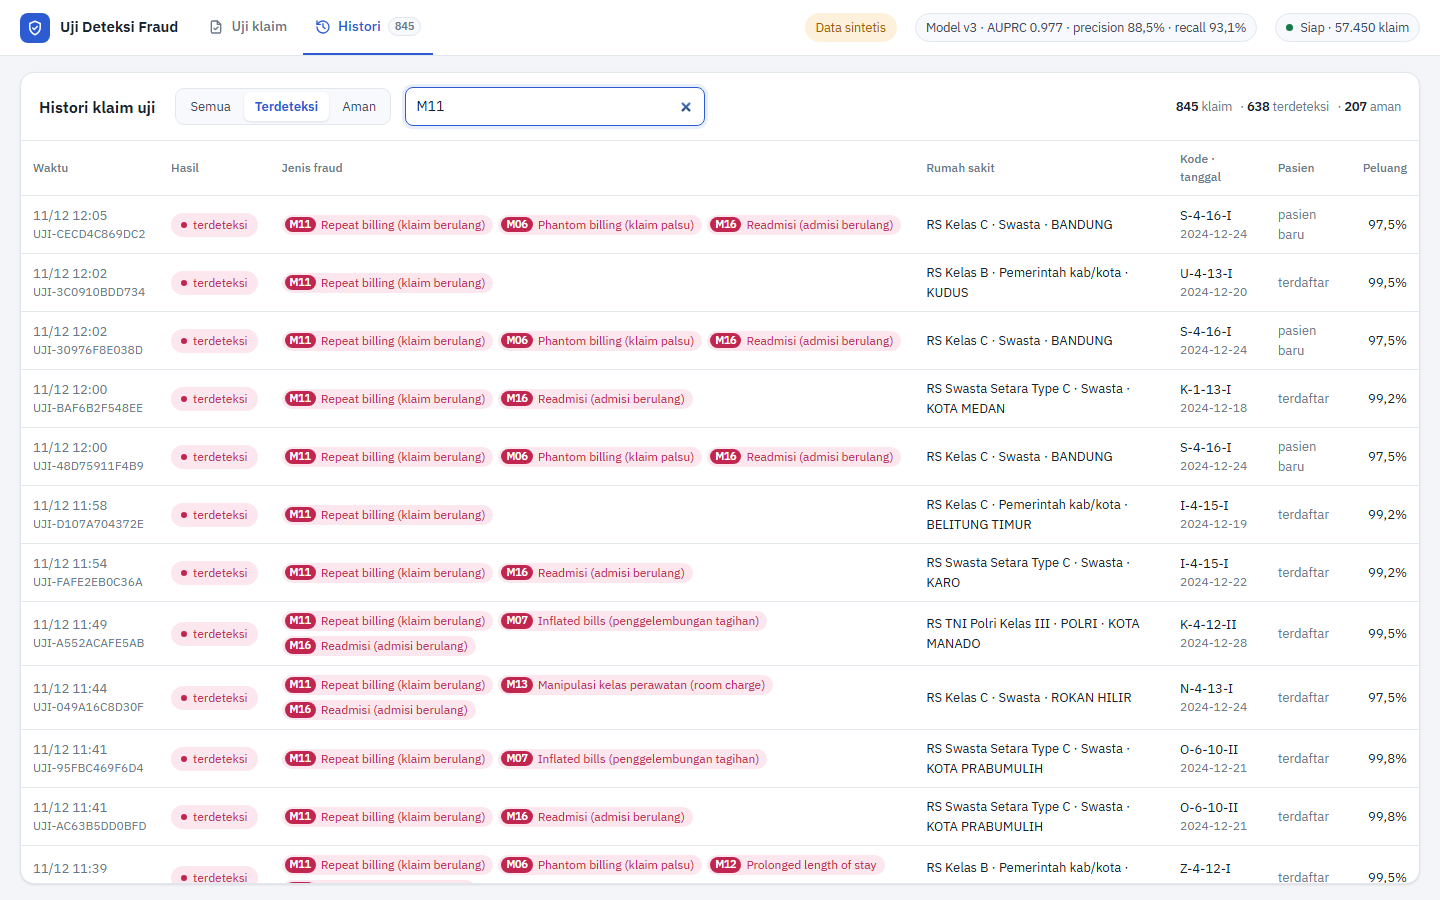 Uji Deteksi Fraud
Uji klaim
Histori 845
Data sintetis
Model v3 · AUPRC 0.977 · precision 88,5% · recall 93,1%
Siap · 57.450 klaim
Histori klaim uji
Semua Terdeteksi Aman
M11
845 klaim · 638 terdeteksi · 207 aman
Waktu Hasil Jenis fraud Rumah sakit Kode · tanggal Pasien Peluang
11/12 12:05
UJI-CECD4C869DC2
terdeteksi
M11 Repeat billing (klaim berulang) M06 Phantom billing (klaim palsu) M16 Readmisi (admisi berulang)
RS Kelas C · Swasta · BANDUNG
S-4-16-I
2024-12-24
pasien
baru
97,5%
11/12 12:02
UJI-3C0910BDD734
terdeteksi
M11 Repeat billing (klaim berulang)
RS Kelas B · Pemerintah kab/kota ·
KUDUS
U-4-13-I
2024-12-20
terdaftar
99,5%
11/12 12:02
UJI-30976F8E038D
terdeteksi
M11 Repeat billing (klaim berulang) M06 Phantom billing (klaim palsu) M16 Readmisi (admisi berulang)
RS Kelas C · Swasta · BANDUNG
S-4-16-I
2024-12-24
pasien
baru
97,5%
11/12 12:00
UJI-BAF6B2F548EE
terdeteksi
M11 Repeat billing (klaim berulang) M16 Readmisi (admisi berulang)
RS Swasta Setara Type C · Swasta ·
KOTA MEDAN
K-1-13-I
2024-12-18
terdaftar
99,2%
11/12 12:00
UJI-48D75911F4B9
terdeteksi
M11 Repeat billing (klaim berulang) M06 Phantom billing (klaim palsu) M16 Readmisi (admisi berulang)
RS Kelas C · Swasta · BANDUNG
S-4-16-I
2024-12-24
pasien
baru
97,5%
11/12 11:58
UJI-D107A704372E
terdeteksi
M11 Repeat billing (klaim berulang)
RS Kelas C · Pemerintah kab/kota ·
BELITUNG TIMUR
I-4-15-I
2024-12-19
terdaftar
99,2%
11/12 11:54
UJI-FAFE2EB0C36A
terdeteksi
M11 Repeat billing (klaim berulang) M16 Readmisi (admisi berulang)
RS Swasta Setara Type C · Swasta ·
KARO
I-4-15-I
2024-12-22
terdaftar
99,2%
11/12 11:49
UJI-A552ACAFE5AB
terdeteksi
M11 Repeat billing (klaim berulang) M07 Inflated bills (penggelembungan tagihan)
M16 Readmisi (admisi berulang)
RS TNI Polri Kelas III · POLRI · KOTA
MANADO
K-4-12-II
2024-12-28
terdaftar
99,5%
11/12 11:44
UJI-049A16C8D30F
terdeteksi
M11 Repeat billing (klaim berulang) M13 Manipulasi kelas perawatan (room charge)
M16 Readmisi (admisi berulang)
RS Kelas C · Swasta · ROKAN HILIR
N-4-13-I
2024-12-24
terdaftar
97,5%
11/12 11:41
UJI-95FBC469F6D4
terdeteksi
M11 Repeat billing (klaim berulang) M07 Inflated bills (penggelembungan tagihan)
RS Swasta Setara Type C · Swasta ·
KOTA PRABUMULIH
O-6-10-II
2024-12-21
terdaftar
99,8%
11/12 11:41
UJI-AC63B5DD0BFD
terdeteksi
M11 Repeat billing (klaim berulang) M16 Readmisi (admisi berulang)
RS Swasta Setara Type C · Swasta ·
KOTA PRABUMULIH
O-6-10-II
2024-12-21
terdaftar
99,8%
11/12 11:39
terdeteksi
M11 Repeat billing (klaim berulang) M06 Phantom billing (klaim palsu) M12 Prolonged length of stay
RS Kelas B · Pemerintah kab/kota ·
Z-4-12-I
terdaftar
99,5%